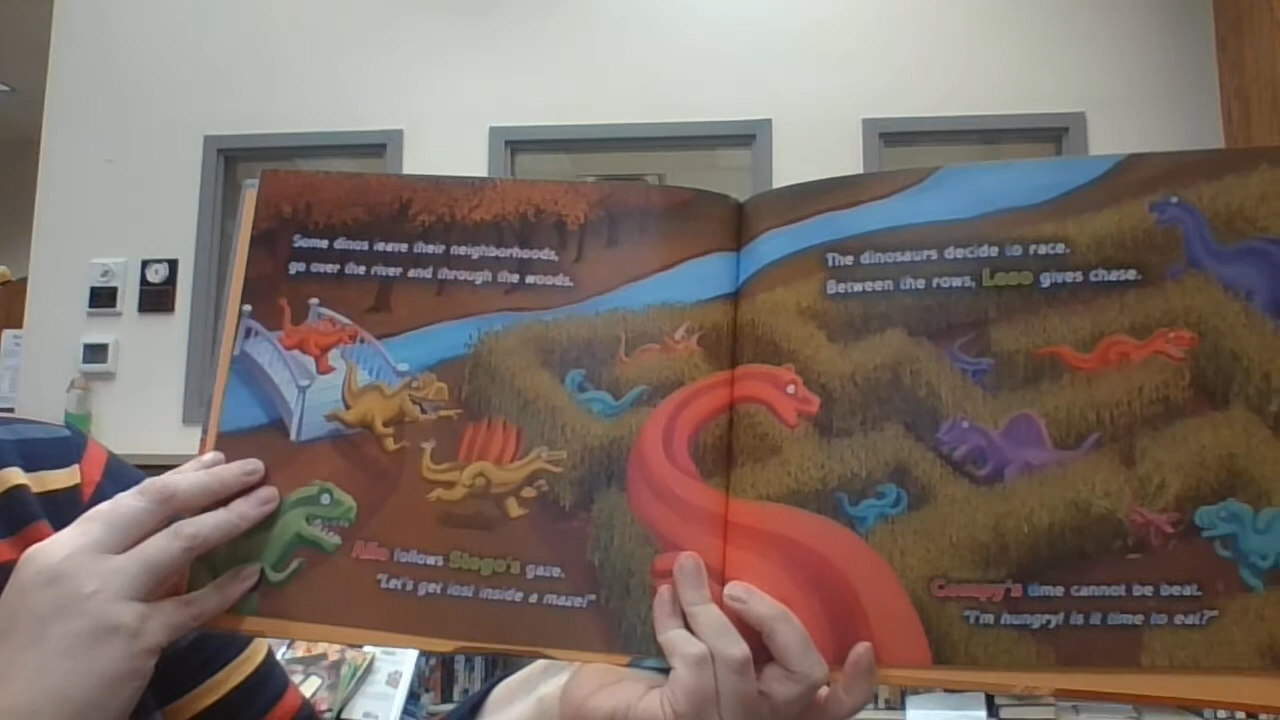 Some dinos leave their neighborhoods,
go over the river and through the woods.
Allo follows Stego's gaze.
"Let's get lost inside a maze!"
The dinosaurs decide to race.
Between the rows, Leso gives chase.
Compy's time cannot be beat.
"I'm hungry! Is it time to eat?"